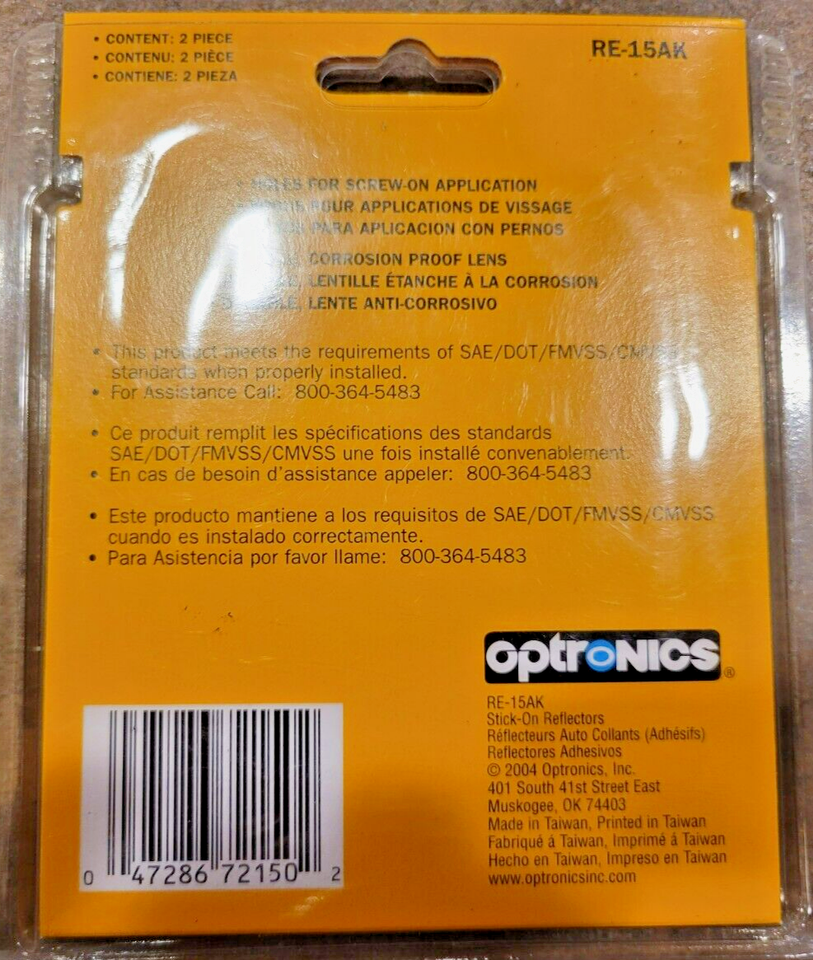 • CONTENT: 2 PIECE
• CONTENU: 2 PIÈCE
• CONTIENE: 2 PIEZA
RE-15AK
FOR SCREW-ON APPLICATION
POUR APPLICATIONS DE VISSAGE
PARA APLICACION CON PERNOS
CORROSION PROOF LENS
LENTILLE ÉTANCHE À LA CORROSION
LENTE ANTI-CORROSIVO
• This product meets the requirements of SAE/DOT/FMVSS/CMVSS
standards when properly installed.
• For Assistance Call: 800-364-5483
• Ce produit remplit les spécifications des standards
SAE/DOT/FMVSS/CMVSS une fois installé convenablement.
• En cas de besoin d'assistance appeler: 800-364-5483
• Este producto mantiene a los requisitos de SAE/DOT/FMVSS/CMVSS
cuando es instalado correctamente.
• Para Asistencia por favor llame: 800-364-5483
optronics®
RE-15AK
Stick-On Reflectors
Réflecteurs Auto Collants (Adhésifs)
Reflectores Adhesivos
© 2004 Optronics, Inc.
401 South 41st Street East
Muskogee, OK 74403
Made in Taiwan, Printed in Taiwan
Fabriqué á Taiwan, Imprimé á Taiwan
Hecho en Taiwan, Impreso en Taiwan
www.optronicsinc.com
0 47286 72150 2